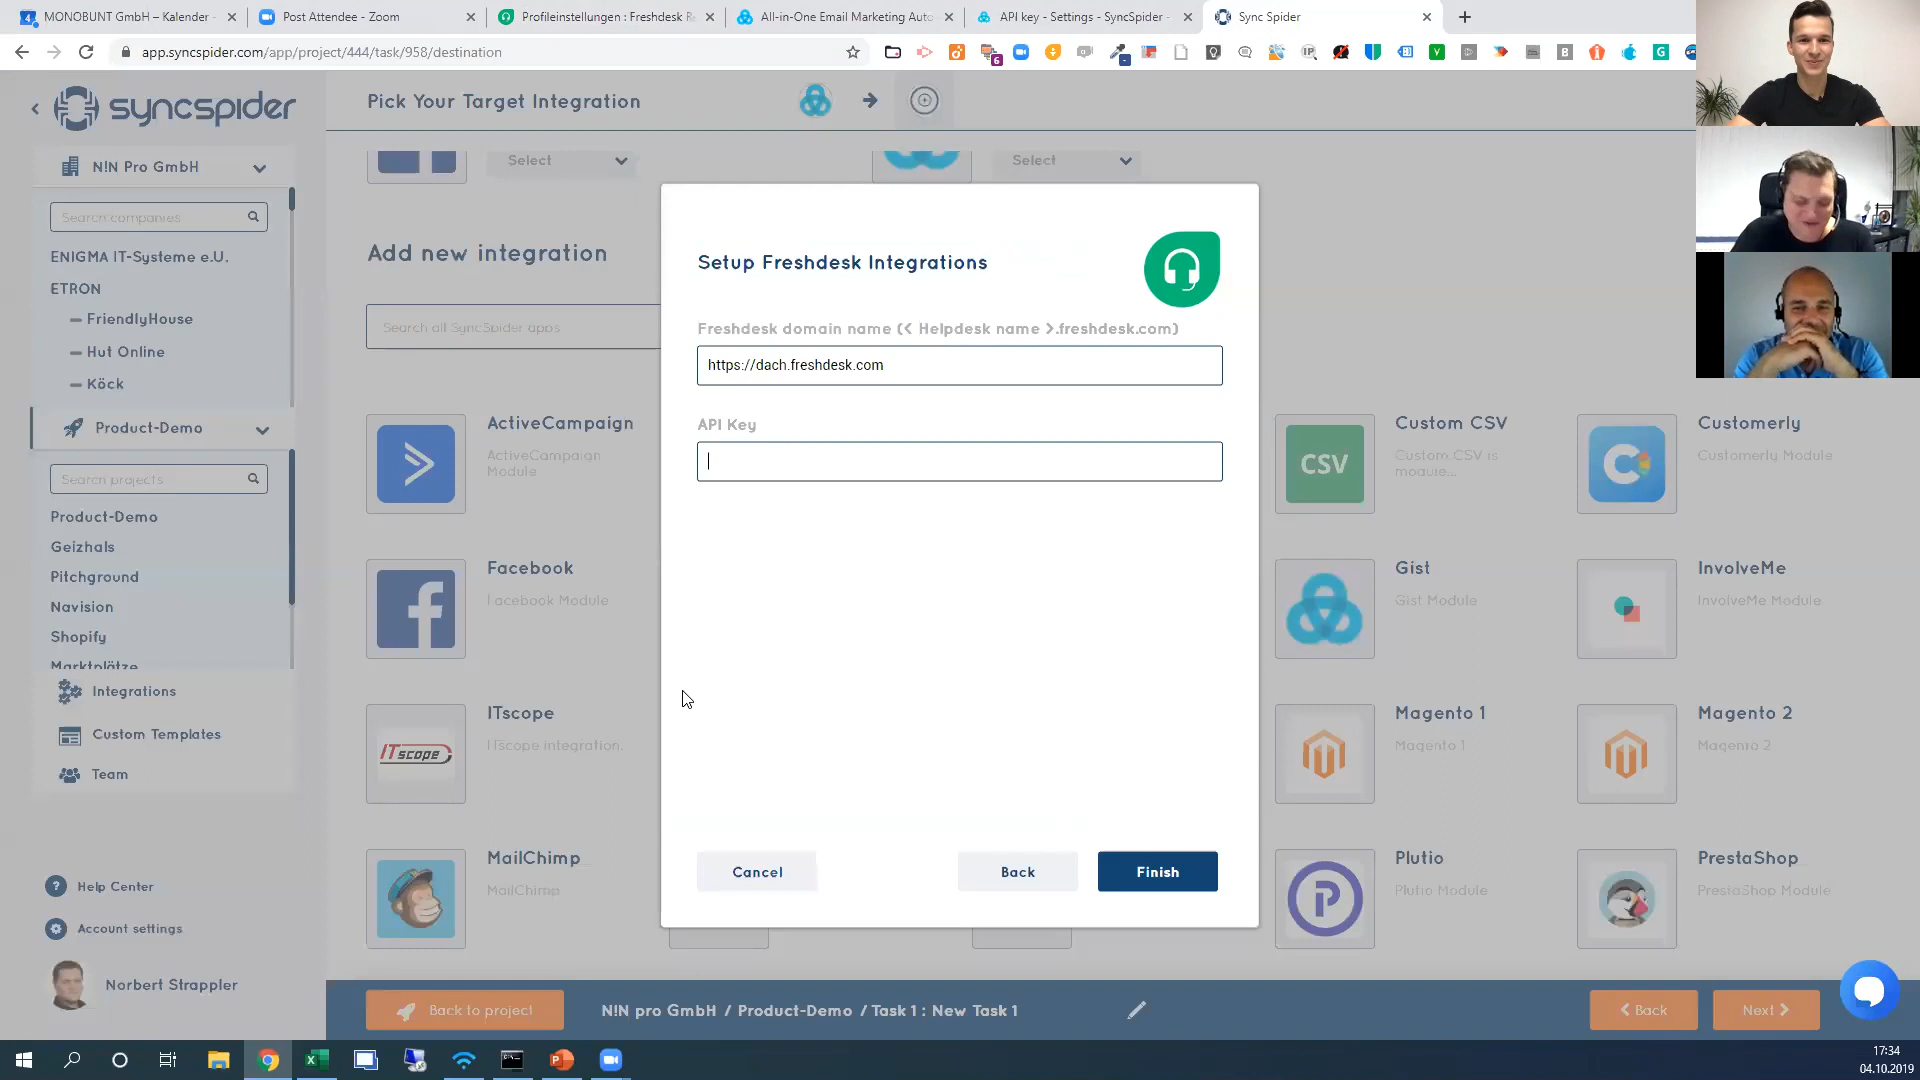 MONOBUNT GmbH – Kalender -
Post Attendee - Zoom
Profileinstellungen : Freshdesk R
All-in-One Email Marketing Auto
API key - Settings - SyncSpider -
Sync Spider
app.syncspider.com/app/project/444/task/958/destination
syncspider
Pick Your Target Integration
N!N Pro GmbH
Search companies
ENIGMA IT-Systeme e.U.
ETRON
FriendlyHouse
Hut Online
Köck
Product-Demo
Search projects
Product-Demo
Geizhals
Pitchground
Navision
Shopify
Marktplätze
Integrations
Custom Templates
Team
Help Center
Account settings
Norbert Strappler
Select
Select
Add new integration
Search all SyncSpider apps
ActiveCampaign
ActiveCampaign
Module
Facebook
Facebook Module
ITscope
ITscope
ITscope integration.
MailChimp
MailChimp
Setup Freshdesk Integrations
Freshdesk domain name (< Helpdesk name >.freshdesk.com)
https://dach.freshdesk.com
API Key
Cancel
Back
Finish
CSV
Custom CSV
Custom CSV is
module...
Customerly
Customerly Module
Gist
Gist Module
InvolveMe
InvolveMe Module
Magento 1
Magento 1
Magento 2
Magento 2
Plutio
Plutio Module
PrestaShop
PrestaShop Module
Back to project
N!N pro GmbH / Product-Demo / Task 1 : New Task 1
Back
Next
17:34
04.10.2019